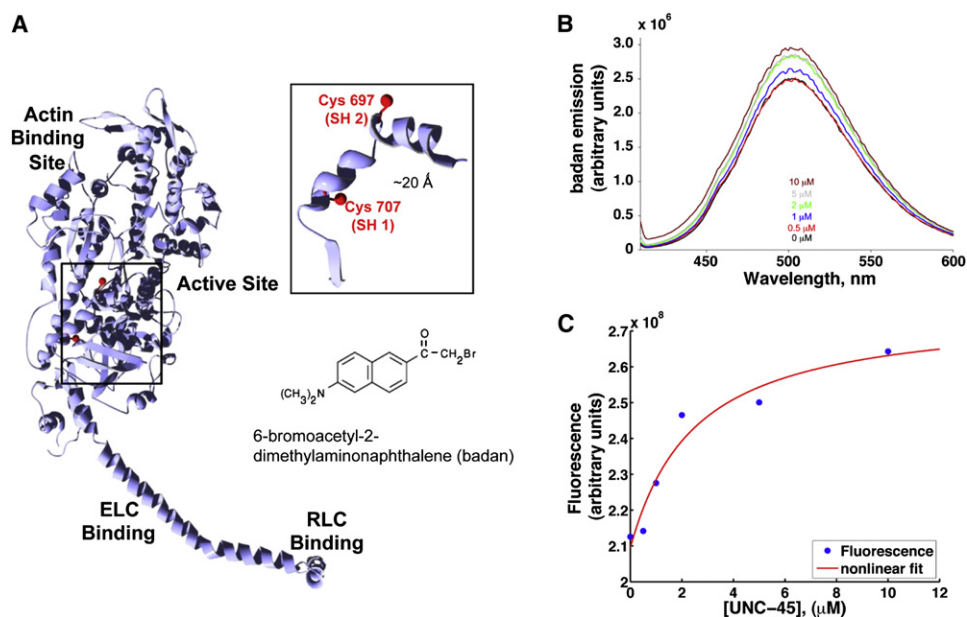 A
Actin
Binding
Site
Active Site
ELC
Binding
RLC
Binding
Cys 697
(SH 2)
~20 Å
Cys 707
(SH 1)
O
C
CH₂Br
(CH₃)₂N
6-bromoacetyl-2-
dimethylaminonaphthalene (badan)
B
x 10⁶
3.0
2.5
2.0
1.5
1.0
0.5
0
badan emission
(arbitrary units)
10 μM
5 μM
2 μM
1 μM
0.5 μM
0 μM
450 500 550 600
Wavelength, nm
C
x 10⁸
2.7
2.6
2.5
2.4
2.3
2.2
2.1
2
Fluorescence
(arbitrary units)
Fluorescence
nonlinear fit
0 2 4 6 8 10 12
[UNC–45], (μM)